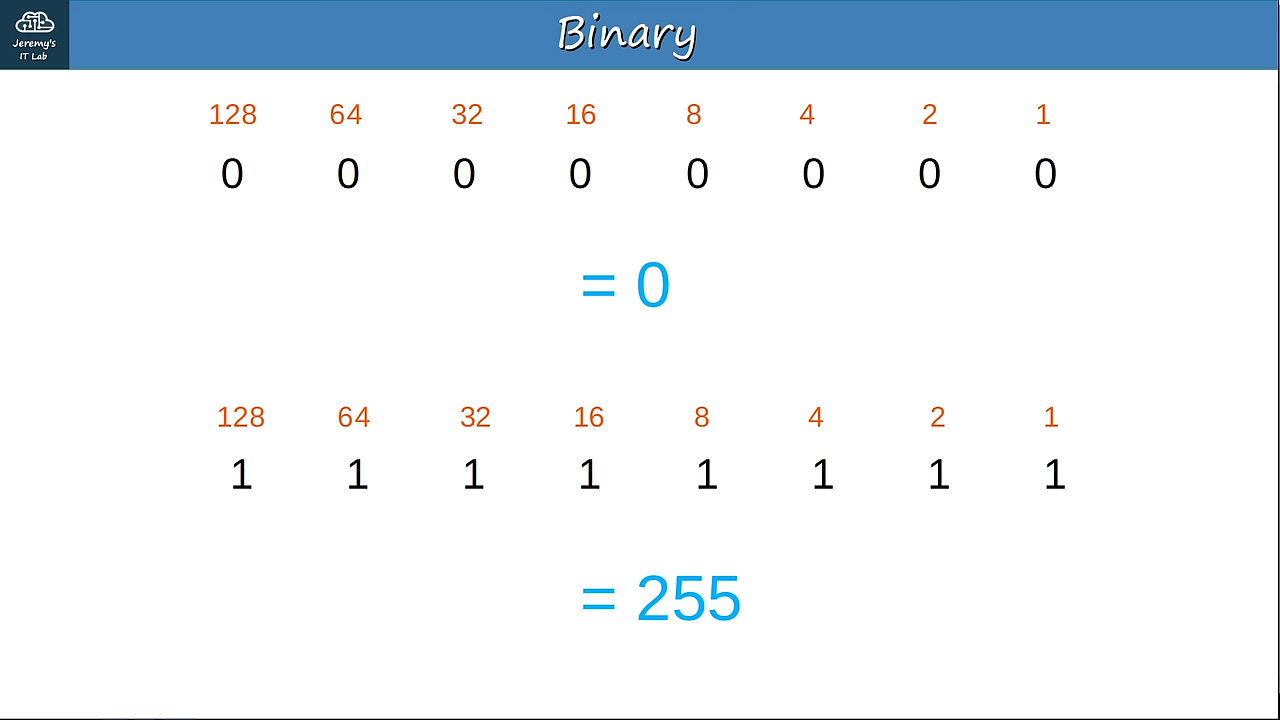 Jeremy's
IT Lab
Binary
128 64 32 16 8 4 2 1
0 0 0 0 0 0 0 0
= 0
128 64 32 16 8 4 2 1
1 1 1 1 1 1 1 1
= 255